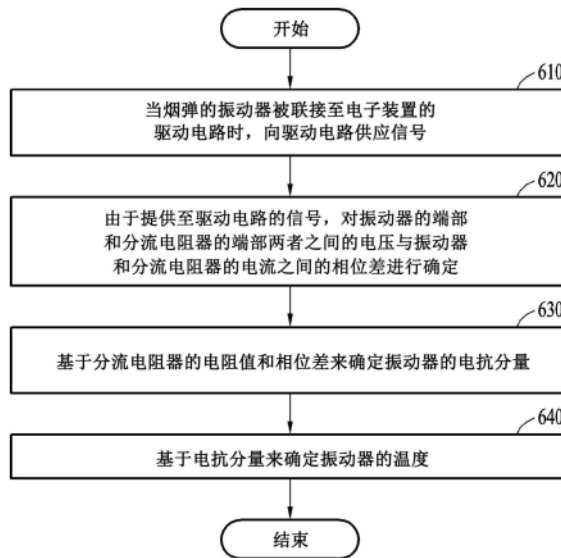 开始
610
当烟弹的振动器被联接至电子装置的
驱动电路时，向驱动电路供应信号
620
由于提供至驱动电路的信号，对振动器的端部
和分流电阻器的端部两者之间的电压与振动器
和分流电阻器的电流之间的相位差进行确定
630
基于分流电阻器的电阻值和相位差来确定振动器的电抗分量
640
基于电抗分量来确定振动器的温度
结束